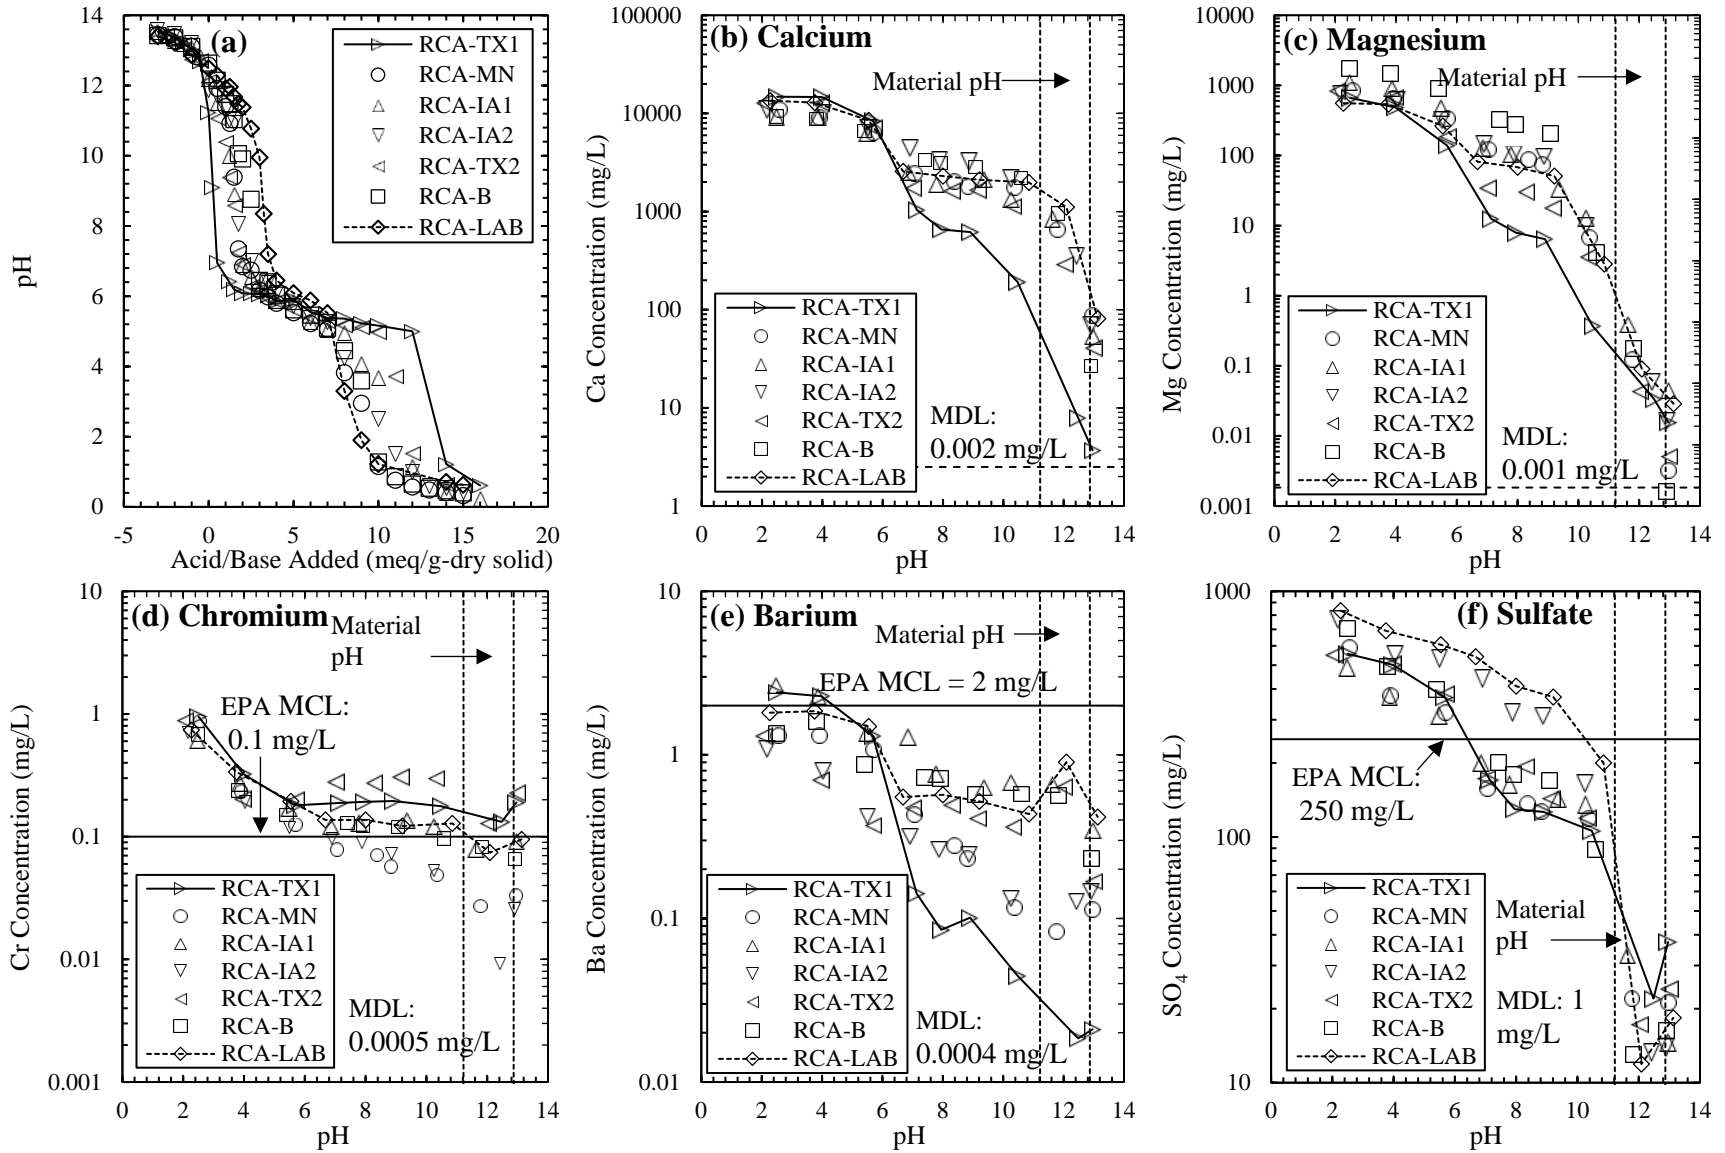 14
12
10
8
6
4
2
0
pH
(a)
RCA-TX1
RCA-MN
RCA-IA1
RCA-IA2
RCA-TX2
RCA-B
RCA-LAB
-5 0 5 10 15 20
Acid/Base Added (meq/g-dry solid)
100000
10000
1000
100
10
1
Ca Concentration (mg/L)
(b) Calcium
Material pH
RCA-TX1
RCA-MN
RCA-IA1
RCA-IA2
RCA-TX2
RCA-B
RCA-LAB
MDL:
0.002 mg/L
0 2 4 6 8 10 12 14
pH
10000
1000
100
10
1
0.1
0.01
0.001
Mg Concentration (mg/L)
(c) Magnesium
Material pH
RCA-TX1
RCA-MN
RCA-IA1
RCA-IA2
RCA-TX2
RCA-B
RCA-LAB
MDL:
0.001 mg/L
0 2 4 6 8 10 12 14
pH
10
1
0.1
0.01
0.001
Cr Concentration (mg/L)
(d) Chromium
Material
pH
EPA MCL:
0.1 mg/L
RCA-TX1
RCA-MN
RCA-IA1
RCA-IA2
RCA-TX2
RCA-B
RCA-LAB
MDL:
0.0005 mg/L
0 2 4 6 8 10 12 14
pH
10
1
0.1
0.01
Ba Concentration (mg/L)
(e) Barium
Material pH
EPA MCL = 2 mg/L
RCA-TX1
RCA-MN
RCA-IA1
RCA-IA2
RCA-TX2
RCA-B
RCA-LAB
MDL:
0.0004 mg/L
0 2 4 6 8 10 12 14
pH
1000
100
10
SO4 Concentration (mg/L)
(f) Sulfate
EPA MCL:
250 mg/L
RCA-TX1
RCA-MN
RCA-IA1
RCA-IA2
RCA-TX2
RCA-B
RCA-LAB
Material
pH
MDL: 1
mg/L
0 2 4 6 8 10 12 14
pH